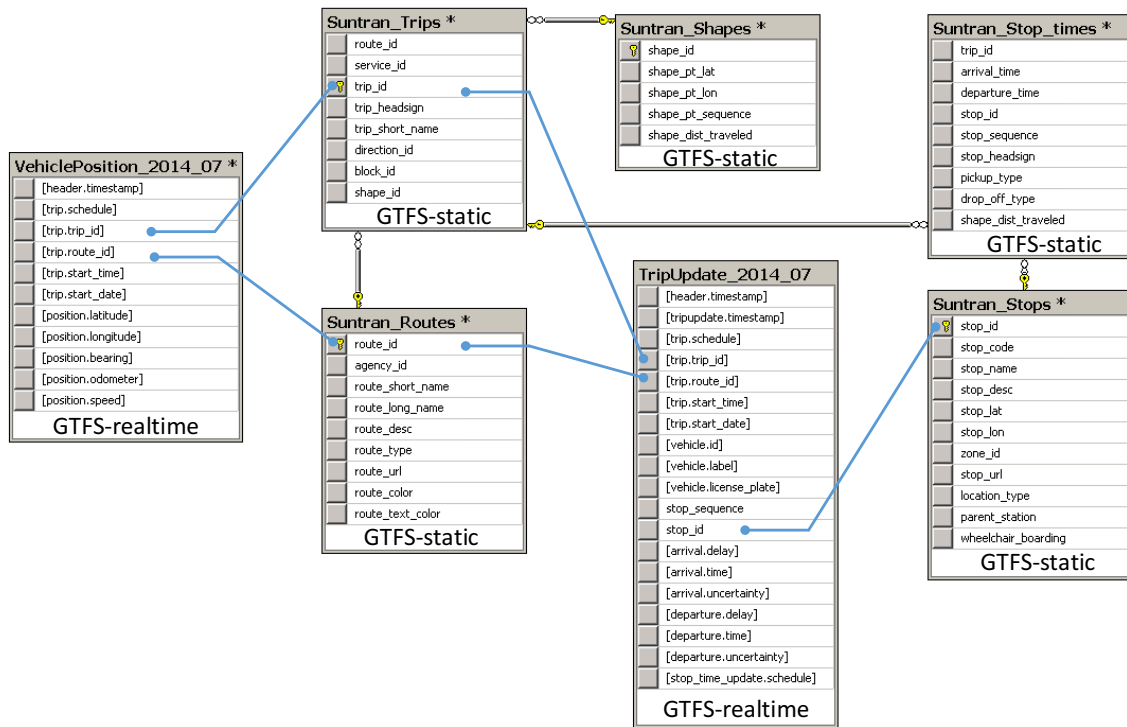 Suntran_Trips *
route_id
service_id
trip_id
trip_headsign
trip_short_name
direction_id
block_id
shape_id
GTFS-static
Suntran_Shapes *
shape_id
shape_pt_lat
shape_pt_lon
shape_pt_sequence
shape_dist_traveled
GTFS-static
Suntran_Stop_times *
trip_id
arrival_time
departure_time
stop_id
stop_sequence
stop_headsign
pickup_type
drop_off_type
shape_dist_traveled
GTFS-static
VehiclePosition_2014_07 *
[header.timestamp]
[trip.schedule]
[trip.trip_id]
[trip.route_id]
[trip.start_time]
[trip.start_date]
[position.latitude]
[position.longitude]
[position.bearing]
[position.odometer]
[position.speed]
GTFS-realtime
Suntran_Routes *
route_id
agency_id
route_short_name
route_long_name
route_desc
route_type
route_url
route_color
route_text_color
GTFS-static
TripUpdate_2014_07
[header.timestamp]
[tripupdate.timestamp]
[trip.schedule]
[trip.trip_id]
[trip.route_id]
[trip.start_time]
[trip.start_date]
[vehicle.id]
[vehicle.label]
[vehicle.license_plate]
stop_sequence
stop_id
[arrival.delay]
[arrival.time]
[arrival.uncertainty]
[departure.delay]
[departure.time]
[departure.uncertainty]
[stop_time_update.schedule]
GTFS-realtime
Suntran_Stops *
stop_id
stop_code
stop_name
stop_desc
stop_lat
stop_lon
zone_id
stop_url
location_type
parent_station
wheelchair_boarding
GTFS-static